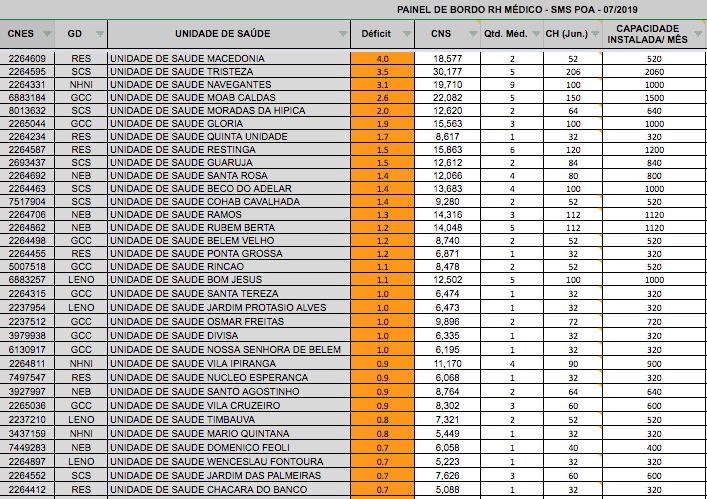 PAINEL DE BORDO RH MÉDICO - SMS POA - 07/2019
CNES GD UNIDADE DE SAÚDE Déficit CNS Qtd. Méd. CH (Jun.) CAPACIDADE INSTALADA/ MÊS
2264609 RES UNIDADE DE SAUDE MACEDONIA 4.0 18,577 2 52 520
2264595 SCS UNIDADE DE SAUDE TRISTEZA 3.5 30,177 5 206 2060
2264331 NHNI UNIDADE DE SAUDE NAVEGANTES 3.1 19,710 9 100 1000
6883184 GCC UNIDADE DE SAUDE MOAB CALDAS 2.6 22,082 5 150 1500
8013632 SCS UNIDADE DE SAUDE MORADAS DA HIPICA 2.0 12,620 2 64 640
2265044 GCC UNIDADE DE SAUDE GLORIA 1.9 15,563 3 100 1000
2264234 RES UNIDADE DE SAUDE QUINTA UNIDADE 1.7 8,617 1 32 320
2264587 RES UNIDADE DE SAUDE RESTINGA 1.5 15,863 6 120 1200
2693437 SCS UNIDADE DE SAUDE GUARUJA 1.5 12,612 2 84 840
2264692 NEB UNIDADE DE SAUDE SANTA ROSA 1.4 12,066 4 80 800
2264463 SCS UNIDADE DE SAUDE BECO DO ADELAR 1.4 13,683 4 100 1000
7517904 SCS UNIDADE DE SAUDE COHAB CAVALHADA 1.4 9,280 2 52 520
2264706 NEB UNIDADE DE SAUDE RAMOS 1.3 14,316 3 112 1120
2264862 NEB UNIDADE DE SAUDE RUBEM BERTA 1.2 14,048 5 112 1120
2264498 GCC UNIDADE DE SAUDE BELEM VELHO 1.2 8,740 2 52 520
2264455 RES UNIDADE DE SAUDE PONTA GROSSA 1.2 6,871 1 32 320
5007518 GCC UNIDADE DE SAUDE RINCAO 1.1 8,478 2 52 520
6883257 LENO UNIDADE DE SAUDE BOM JESUS 1.1 12,502 5 100 1000
2264315 GCC UNIDADE DE SAUDE SANTA TEREZA 1.0 6,474 1 32 320
2237954 LENO UNIDADE DE SAUDE JARDIM PROTASIO ALVES 1.0 6,473 1 32 320
2237512 GCC UNIDADE DE SAUDE OSMAR FREITAS 1.0 9,896 2 72 720
3979938 GCC UNIDADE DE SAUDE DIVISA 1.0 6,335 1 32 320
6130917 GCC UNIDADE DE SAUDE NOSSA SENHORA DE BELEM 1.0 6,195 1 32 320
2264811 NHNI UNIDADE DE SAUDE VILA IPIRANGA 0.9 11,170 4 90 900
7497547 RES UNIDADE DE SAUDE NUCLEO ESPERANCA 0.9 6,068 1 32 320
3927997 NEB UNIDADE DE SAUDE SANTO AGOSTINHO 0.9 8,764 2 64 640
2265036 GCC UNIDADE DE SAUDE VILA CRUZEIRO 0.9 8,302 3 60 600
2237210 LENO UNIDADE DE SAUDE TIMBAUVA 0.8 7,321 2 52 520
3437159 NHNI UNIDADE DE SAUDE MARIO QUINTANA 0.8 5,449 1 32 320
7449283 NEB UNIDADE DE SAUDE DOMENICO FEOLI 0.7 6,058 1 40 400
2264897 LENO UNIDADE DE SAUDE WENCESLAU FONTOURA 0.7 5,223 1 32 320
2264552 SCS UNIDADE DE SAUDE JARDIM DAS PALMEIRAS 0.7 7,626 3 60 600
2264412 RES UNIDADE DE SAUDE CHACARA DO BANCO 0.7 5,088 1 32 320